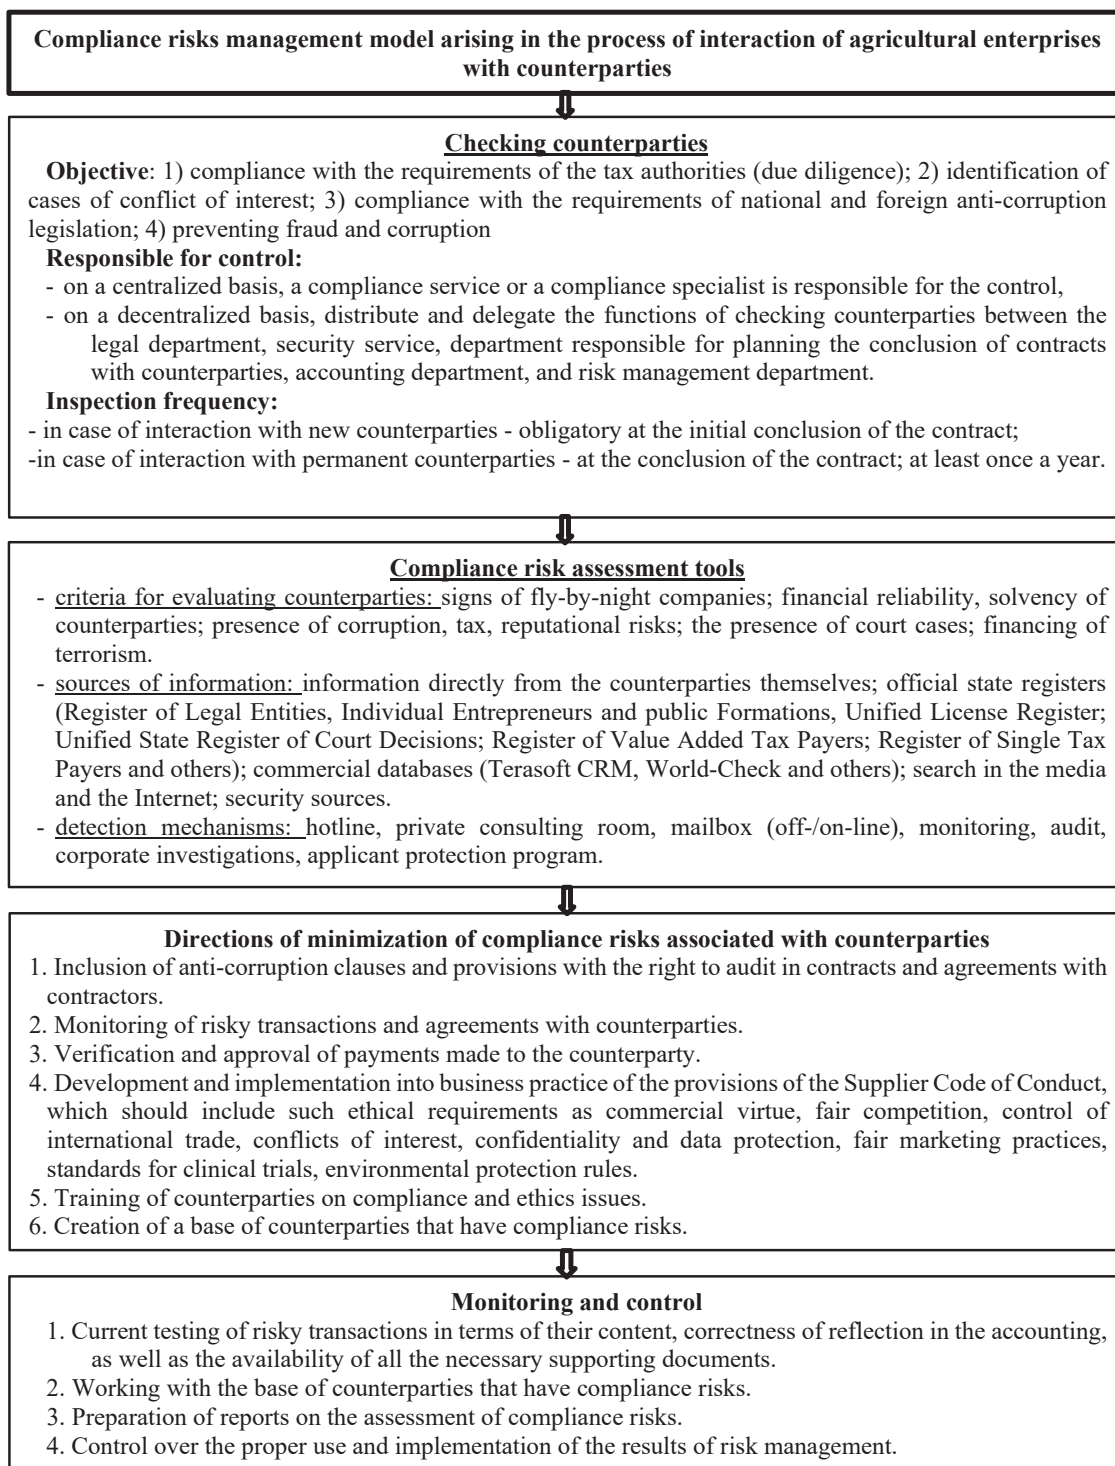 Compliance risks management model arising in the process of interaction of agricultural enterprises
with counterparties
Checking counterparties
Objective: 1) compliance with the requirements of the tax authorities (due diligence); 2) identification of
cases of conflict of interest; 3) compliance with the requirements of national and foreign anti-corruption
legislation; 4) preventing fraud and corruption
Responsible for control:
- on a centralized basis, a compliance service or a compliance specialist is responsible for the control,
- on a decentralized basis, distribute and delegate the functions of checking counterparties between the
legal department, security service, department responsible for planning the conclusion of contracts
with counterparties, accounting department, and risk management department.
Inspection frequency:
- in case of interaction with new counterparties - obligatory at the initial conclusion of the contract;
-in case of interaction with permanent counterparties - at the conclusion of the contract; at least once a year.
Compliance risk assessment tools
- criteria for evaluating counterparties: signs of fly-by-night companies; financial reliability, solvency of
counterparties; presence of corruption, tax, reputational risks; the presence of court cases; financing of
terrorism.
- sources of information: information directly from the counterparties themselves; official state registers
(Register of Legal Entities, Individual Entrepreneurs and public Formations, Unified License Register;
Unified State Register of Court Decisions; Register of Value Added Tax Payers; Register of Single Tax
Payers and others); commercial databases (Terasoft CRM, World-Check and others); search in the media
and the Internet; security sources.
- detection mechanisms: hotline, private consulting room, mailbox (off-/on-line), monitoring, audit,
corporate investigations, applicant protection program.
Directions of minimization of compliance risks associated with counterparties
1. Inclusion of anti-corruption clauses and provisions with the right to audit in contracts and agreements with
contractors.
2. Monitoring of risky transactions and agreements with counterparties.
3. Verification and approval of payments made to the counterparty.
4. Development and implementation into business practice of the provisions of the Supplier Code of Conduct,
which should include such ethical requirements as commercial virtue, fair competition, control of
international trade, conflicts of interest, confidentiality and data protection, fair marketing practices,
standards for clinical trials, environmental protection rules.
5. Training of counterparties on compliance and ethics issues.
6. Creation of a base of counterparties that have compliance risks.
Monitoring and control
1. Current testing of risky transactions in terms of their content, correctness of reflection in the accounting,
as well as the availability of all the necessary supporting documents.
2. Working with the base of counterparties that have compliance risks.
3. Preparation of reports on the assessment of compliance risks.
4. Control over the proper use and implementation of the results of risk management.